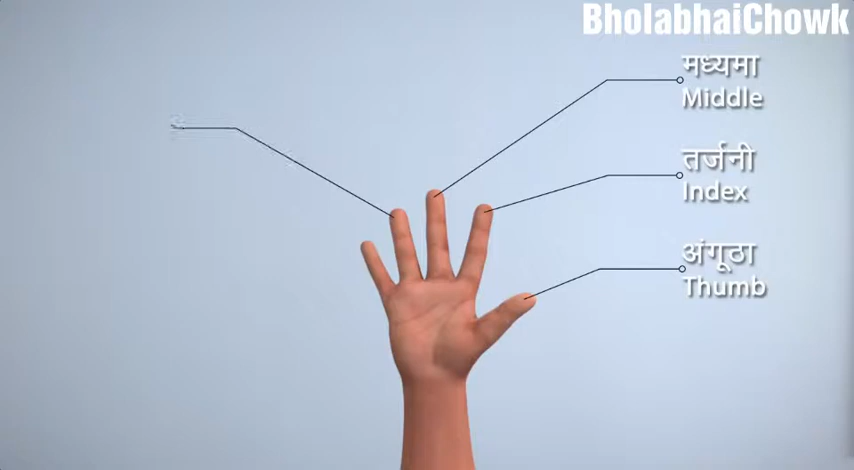 BholabhaiChowk
मध्यमा
Middle
तर्जनी
Index
अंगूठा
Thumb